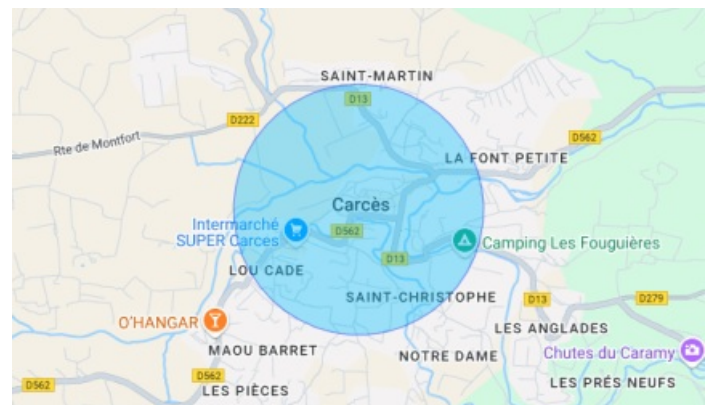 SAINT-MARTIN
D13
D222
D562
Rte de Montfort
LA FONT PETITE
Carcès
Intermarché
SUPER Carces
D562
Camping Les Fouguières
D13
LOU CADE
SAINT-CHRISTOPHE
D13
D279
O'HANGAR
LES ANGLADES
MAOU BARRET
NOTRE DAME
Chutes du Caramy
D562
D562
LES PIÈCES
LES PRÉS NEUFS